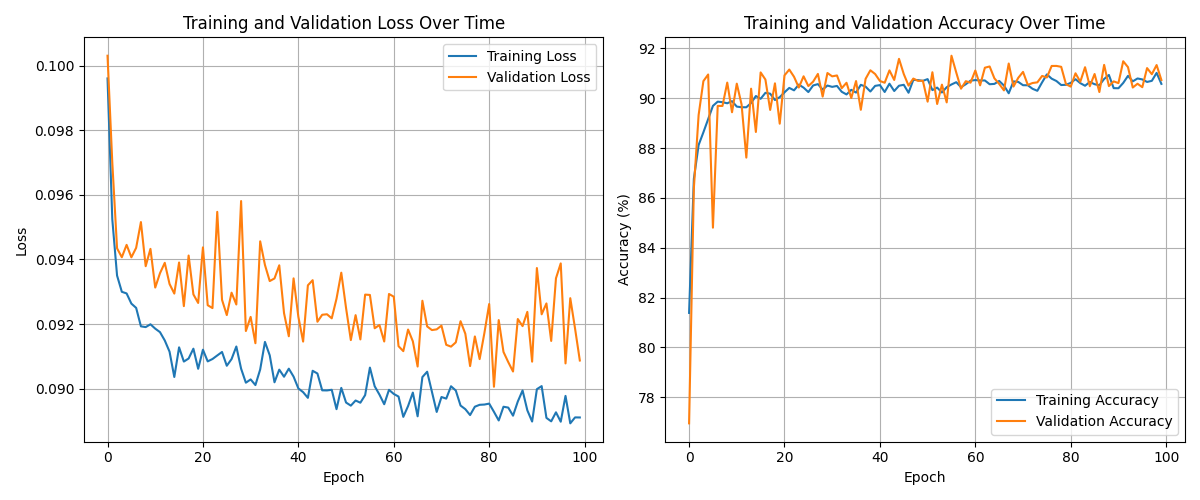 Training and Validation Loss Over Time
0.100
0.098
0.096
0.094
0.092
0.090
Loss
0 20 40 60 80 100
Epoch
Training Loss
Validation Loss
Training and Validation Accuracy Over Time
92
90
88
86
84
82
80
78
Accuracy (%)
0 20 40 60 80 100
Epoch
Training Accuracy
Validation Accuracy